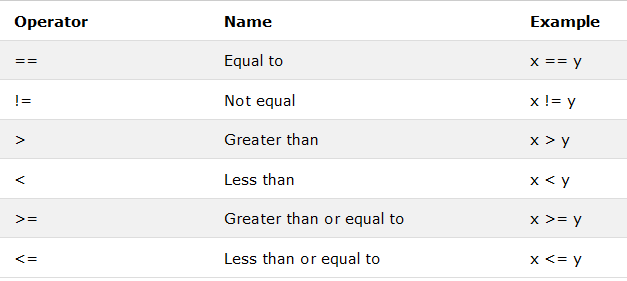 Operator Name Example
== Equal to x == y
!= Not equal x != y
> Greater than x > y
< Less than x < y
>= Greater than or equal to x >= y
<= Less than or equal to x <= y